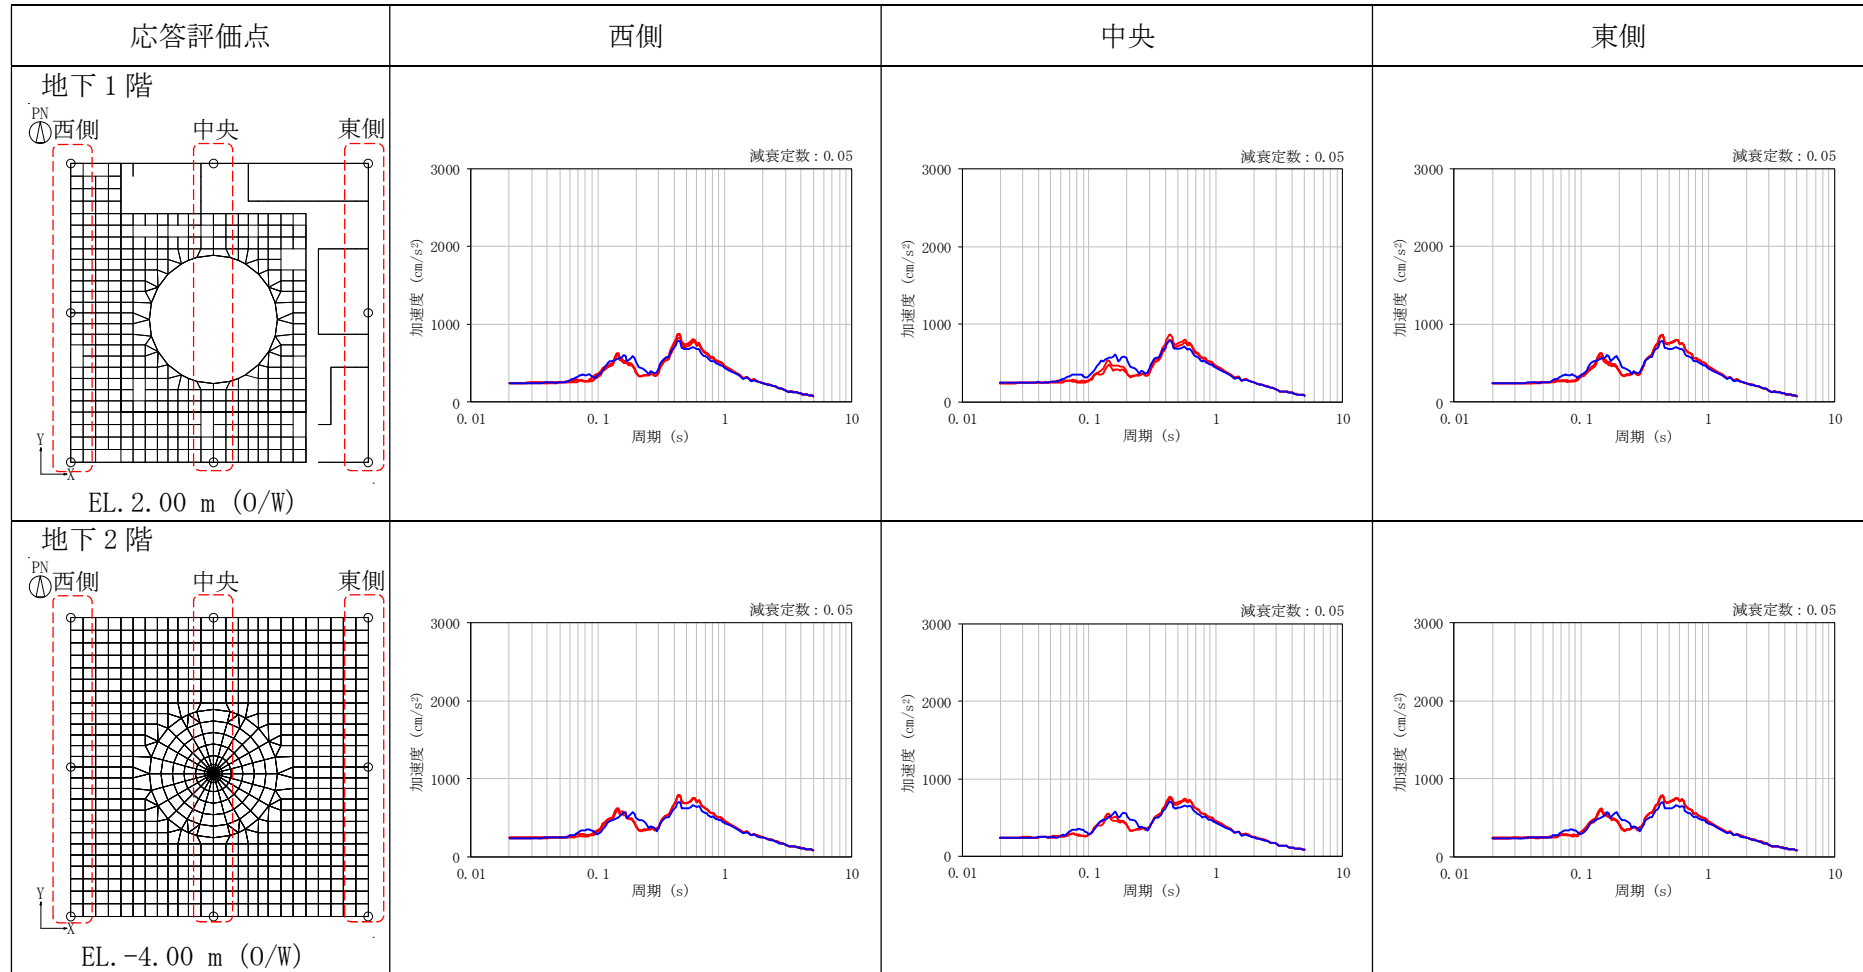 応答評価点
西側
中央
東側
地下1階
PN
西側
中央
東側
Y
X
EL.2.00 m (O/W)
減衰定数:0.05
3000
2000
1000
0
加速度 (cm/s²)
0.01
0.1
1
10
周期 (s)
減衰定数:0.05
3000
2000
1000
0
加速度 (cm/s²)
0.01
0.1
1
10
周期 (s)
減衰定数:0.05
3000
2000
1000
0
加速度 (cm/s²)
0.01
0.1
1
10
周期 (s)
地下2階
PN
西側
中央
東側
Y
X
EL.-4.00 m (O/W)
減衰定数:0.05
3000
2000
1000
0
加速度 (cm/s²)
0.01
0.1
1
10
周期 (s)
減衰定数:0.05
3000
2000
1000
0
加速度 (cm/s²)
0.01
0.1
1
10
周期 (s)
減衰定数:0.05
3000
2000
1000
0
加速度 (cm/s²)
0.01
0.1
1
10
周期 (s)